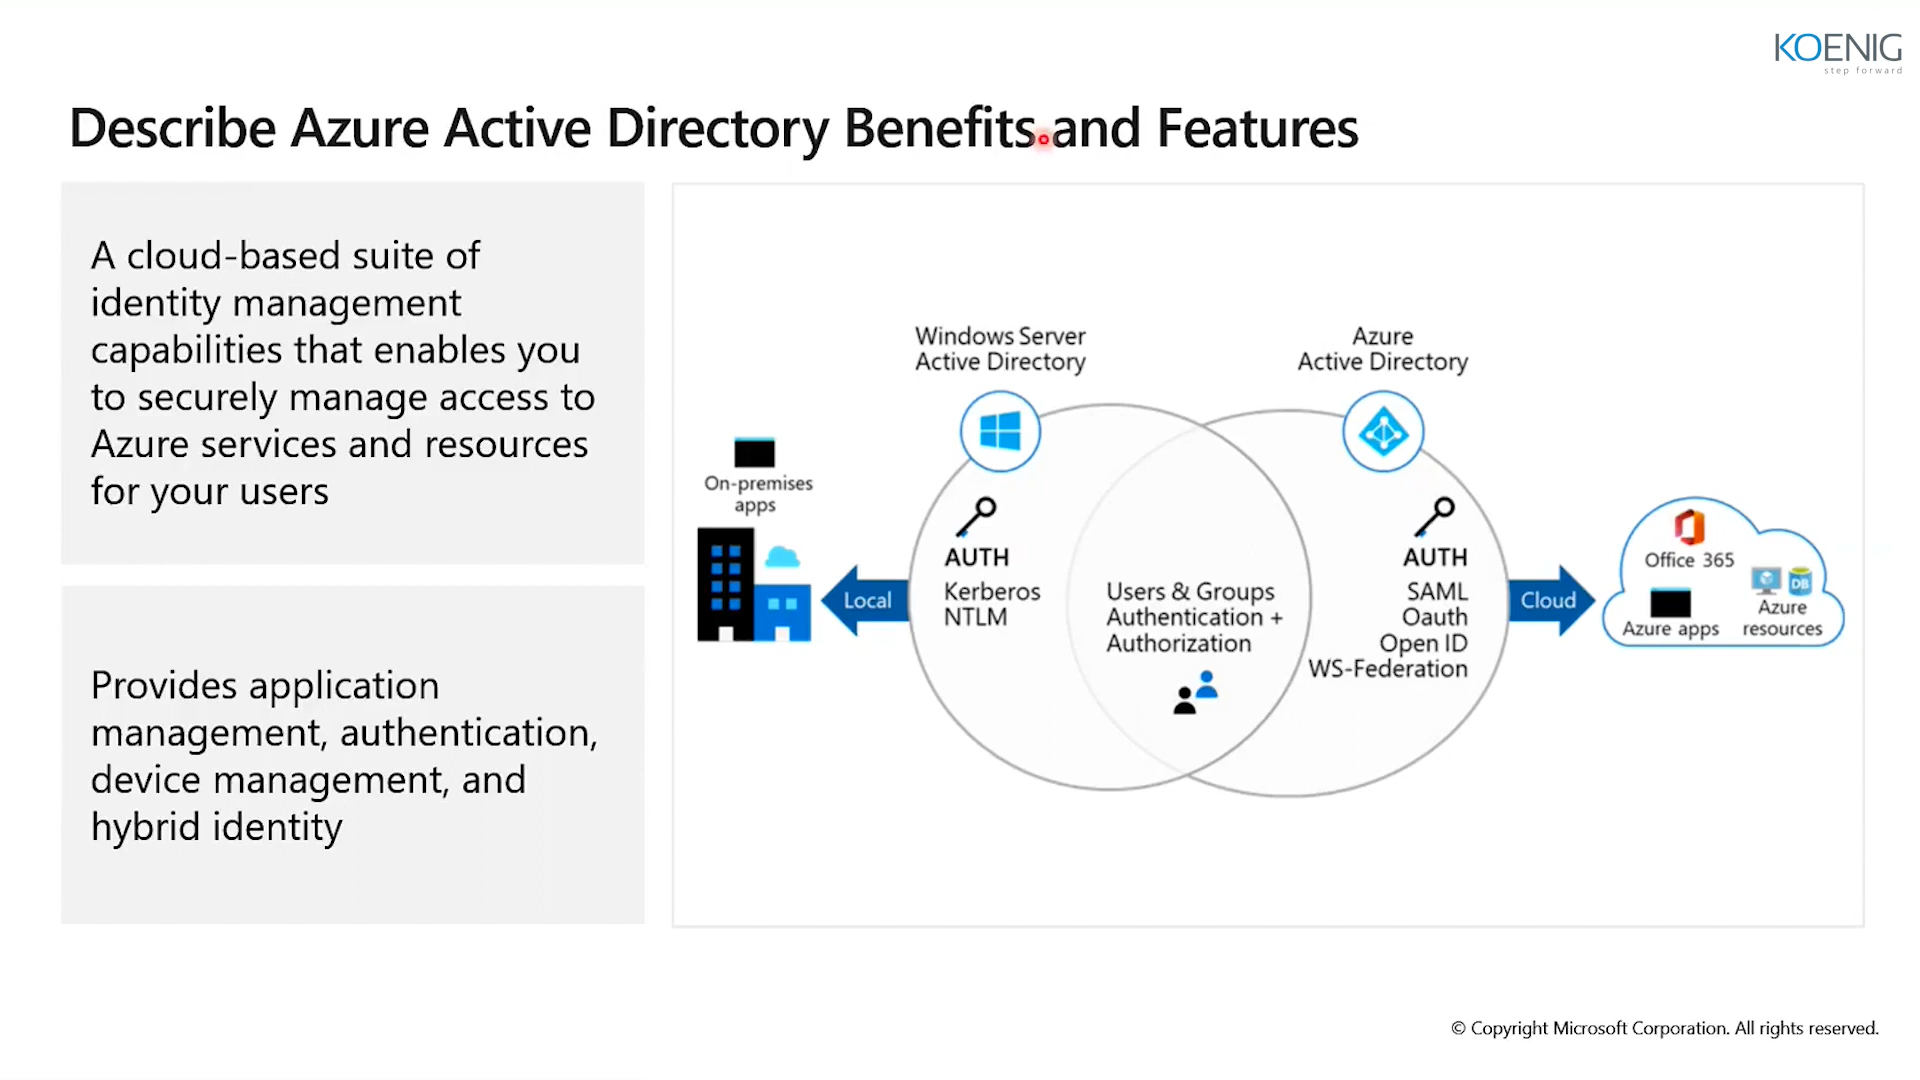 KOENIG
step forward
Describe Azure Active Directory Benefits and Features
A cloud-based suite of
identity management
capabilities that enables you
to securely manage access to
Azure services and resources
for your users
Provides application
management, authentication,
device management, and
hybrid identity
Windows Server
Active Directory
Azure
Active Directory
On-premises
apps
Local
AUTH
Kerberos
NTLM
Users & Groups
Authentication +
Authorization
AUTH
SAML
Oauth
Open ID
WS-Federation
Cloud
Office 365
DB
Azure apps
Azure
resources
© Copyright Microsoft Corporation. All rights reserved.